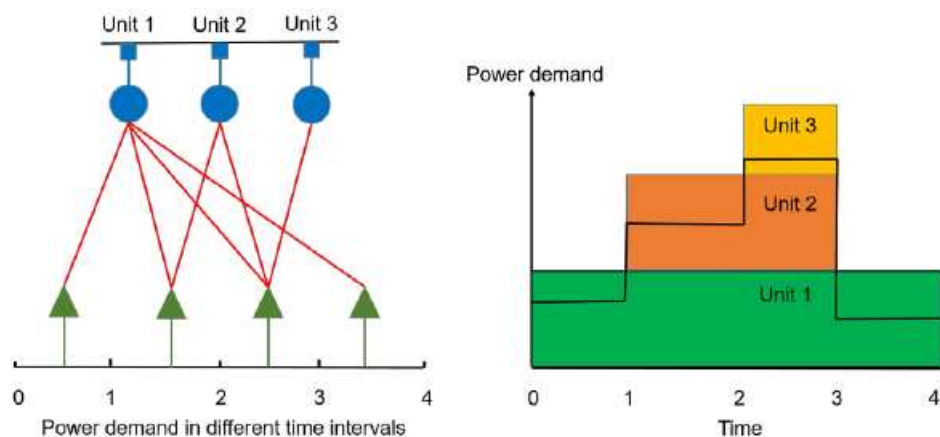 Unit 1 Unit 2 Unit 3
0 1 2 3 4
Power demand in different time intervals
Power demand
Unit 3
Unit 2
Unit 1
0 1 2 3 4
Time